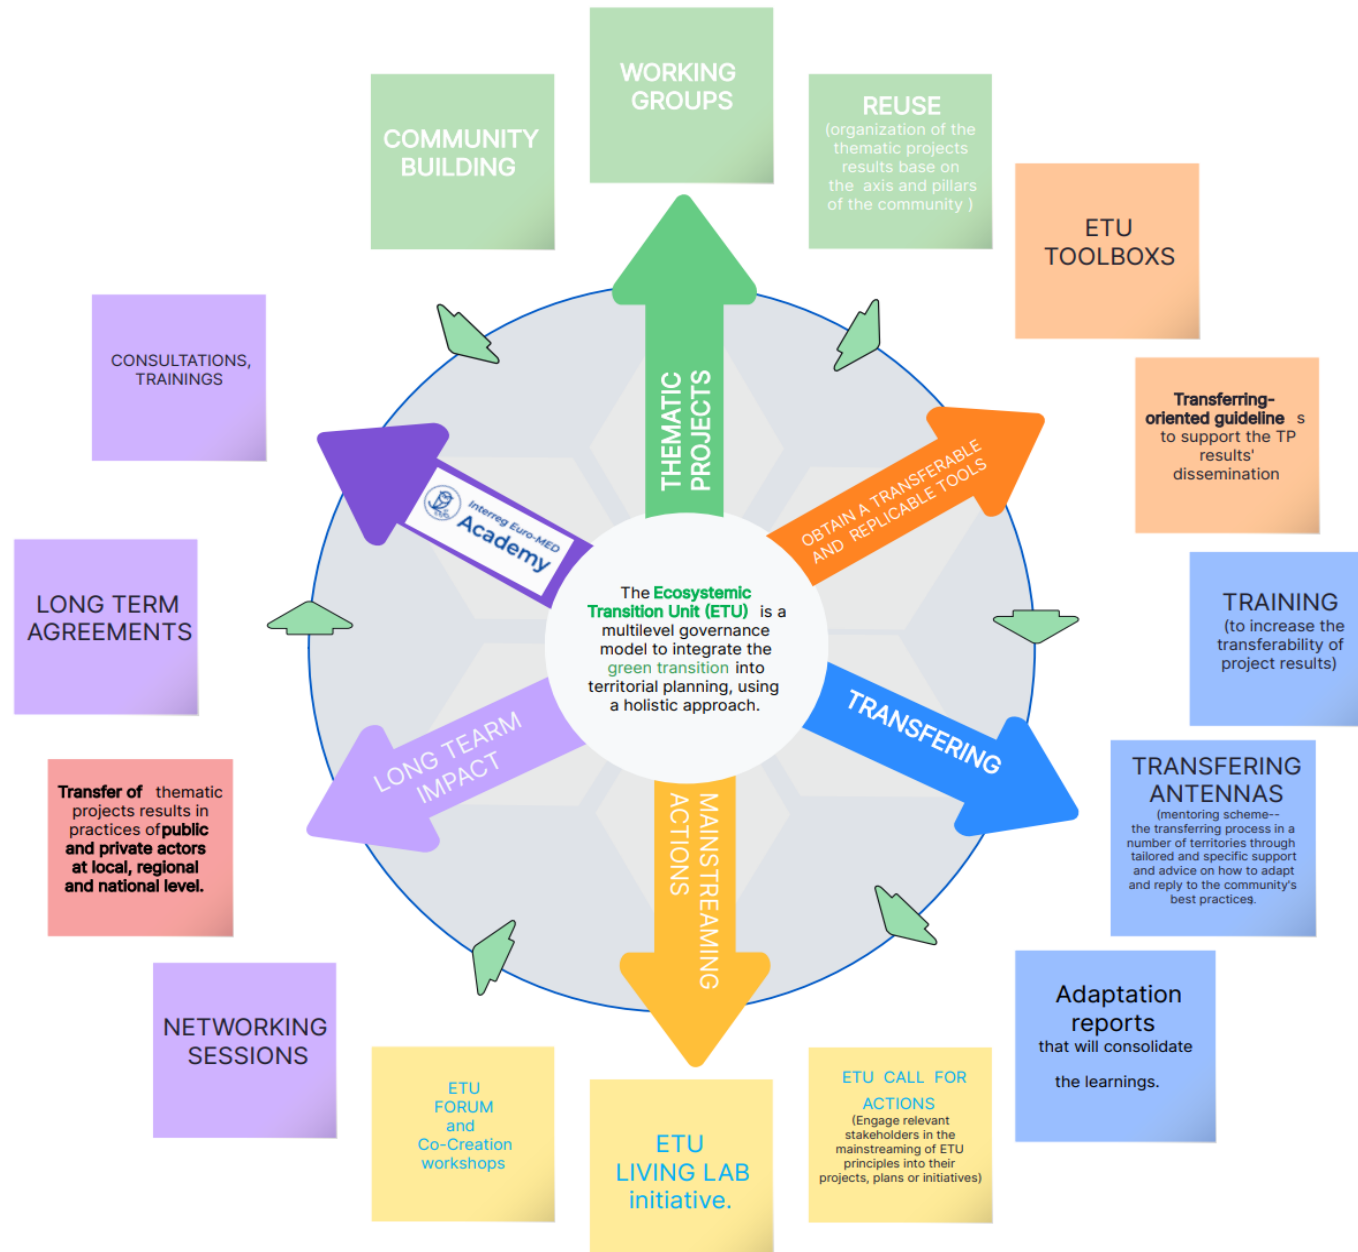 WORKING
GROUPS
COMMUNITY
BUILDING
REUSE
(organization of the
thematic projects
results base on
the axis and pillars
of the community )
ETU
TOOLBOXS
Transferring-
oriented guideline s
to support the TP
results'
dissemination
TRAINING
(to increase the
transferability of
project results)
TRANSFERING
ANTENNAS
(mentoring scheme--
the transferring process in a
number of territories through
tailored and specific support
and advice on how to adapt
and reply to the community's
best practices.
Adaptation
reports
that will consolidate
the learnings.
ETU CALL FOR
ACTIONS
(Engage relevant
stakeholders in the
mainstreaming of ETU
principles into their
projects, plans or initiatives)
ETU
LIVING LAB
initiative.
ETU
FORUM
and
Co-Creation
workshops
NETWORKING
SESSIONS
Transfer of thematic
projects results in
practices of public
and private actors
at local, regional
and national level.
LONG TERM
AGREEMENTS
CONSULTATIONS,
TRAININGS
THEMATIC
PROJECTS
OBTAIN A TRANSFERABLE
AND REPLICABLE TOOLS
TRANSFERING
MAINSTREAMING
ACTIONS
LONG TEARM
IMPACT
Interreg Euro-MED
Academy
The Ecosystemic
Transition Unit (ETU) is a
multilevel governance
model to integrate the
green transition into
territorial planning, using
a holistic approach.